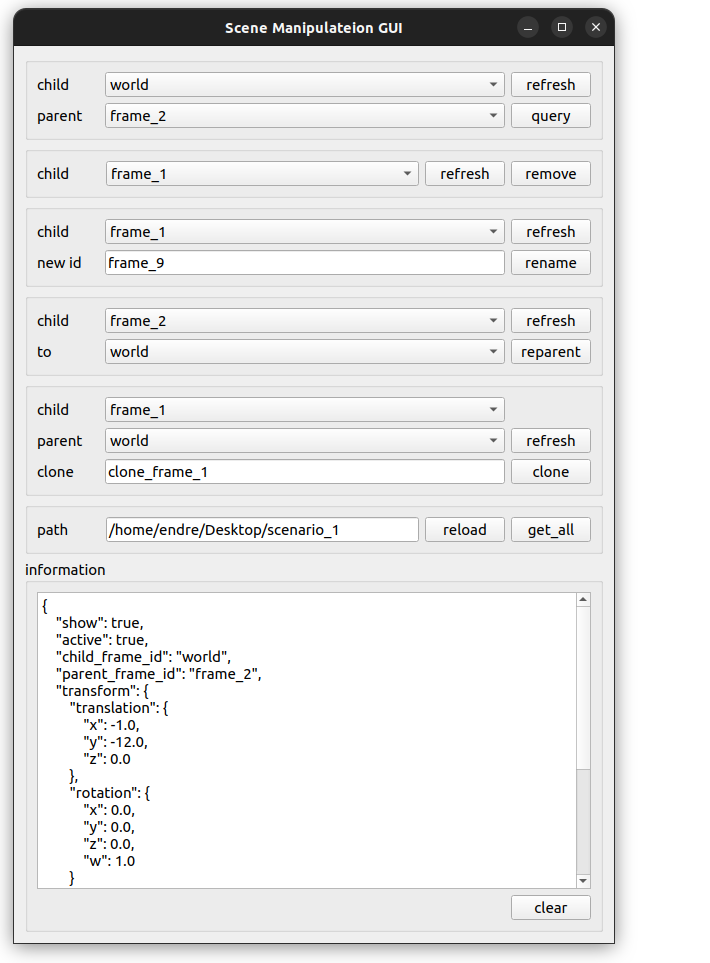 Scene Manipulateion GUI
child world refresh
parent frame_2 query
child frame_1 refresh remove
child frame_1 refresh
new id frame_9 rename
child frame_2 refresh
to world reparent
child frame_1
parent world refresh
clone clone_frame_1 clone
path /home/endre/Desktop/scenario_1 reload get_all
information
{
    "show": true,
    "active": true,
    "child_frame_id": "world",
    "parent_frame_id": "frame_2",
    "transform": {
        "translation": {
            "x": -1.0,
            "y": -12.0,
            "z": 0.0
        },
        "rotation": {
            "x": 0.0,
            "y": 0.0,
            "z": 0.0,
            "w": 1.0
        }
clear